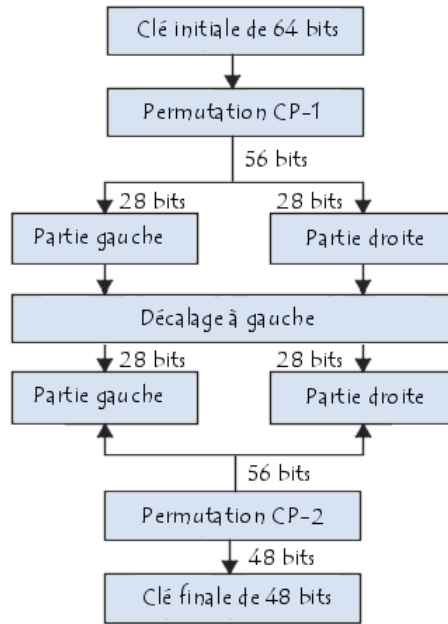 Clé initiale de 64 bits
Permutation CP-1
56 bits
28 bits
28 bits
Partie gauche
Partie droite
Décalage à gauche
28 bits
28 bits
Partie gauche
Partie droite
56 bits
Permutation CP-2
48 bits
Clé finale de 48 bits